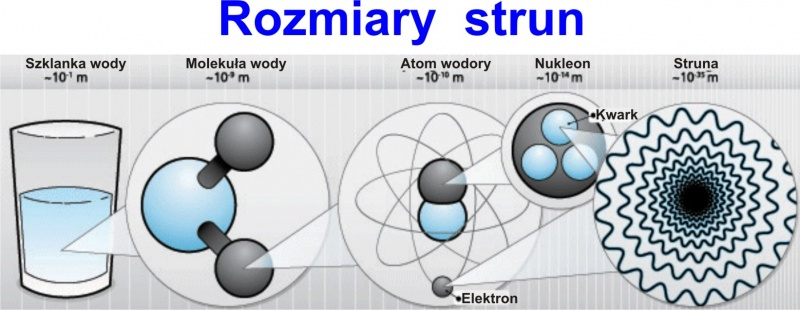 Rozmiary strun
Szklanka wody
~10⁻¹ m
Molekuła wody
~10⁻⁹ m
Atom wodory
~10⁻¹⁰ m
Nukleon
~10⁻¹⁴ m
Struna
~10⁻³⁵ m
Kwark
Elektron